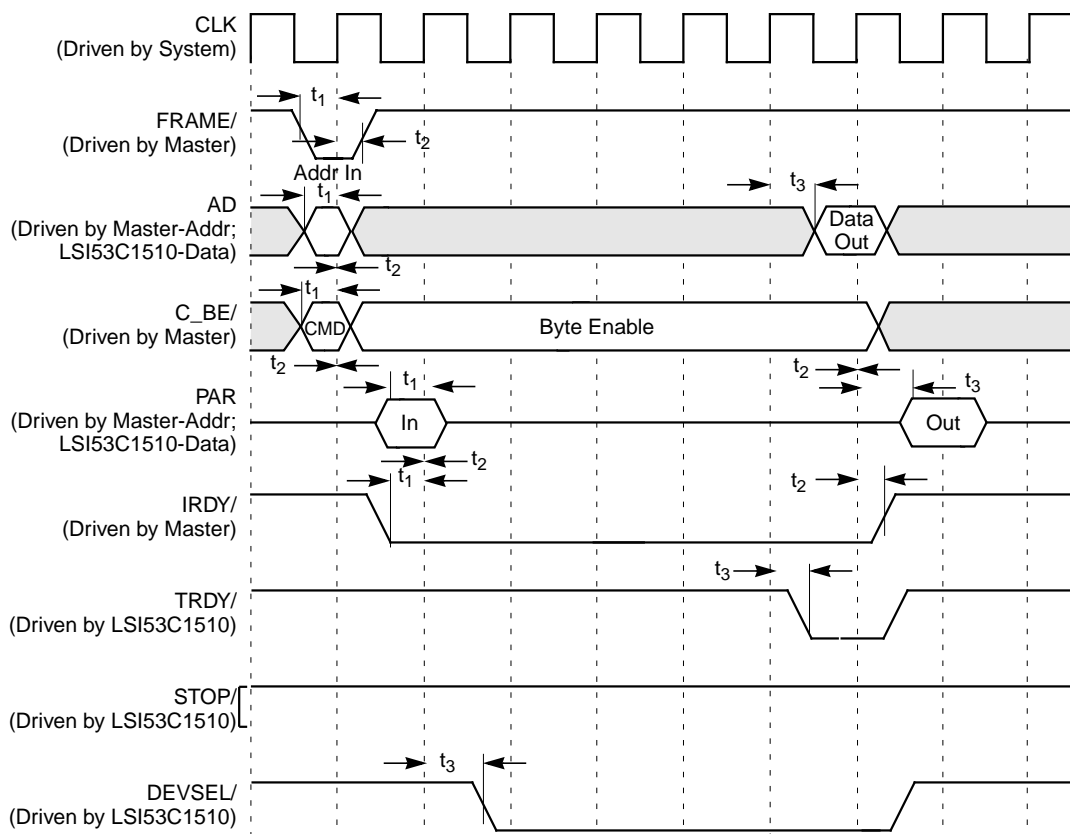 CLK
(Driven by System)
t1
FRAME/
(Driven by Master)
t2
Addr In
t1
t3
AD
(Driven by Master-Addr;
LSI53C1510-Data)
Data
Out
t2
t1
C_BE/
(Driven by Master)
CMD
Byte Enable
t2
t2
t1
t3
PAR
(Driven by Master-Addr;
LSI53C1510-Data)
In
Out
t2
t1
t2
IRDY/
(Driven by Master)
t3
TRDY/
(Driven by LSI53C1510)
STOP/
(Driven by LSI53C1510)
t3
DEVSEL/
(Driven by LSI53C1510)